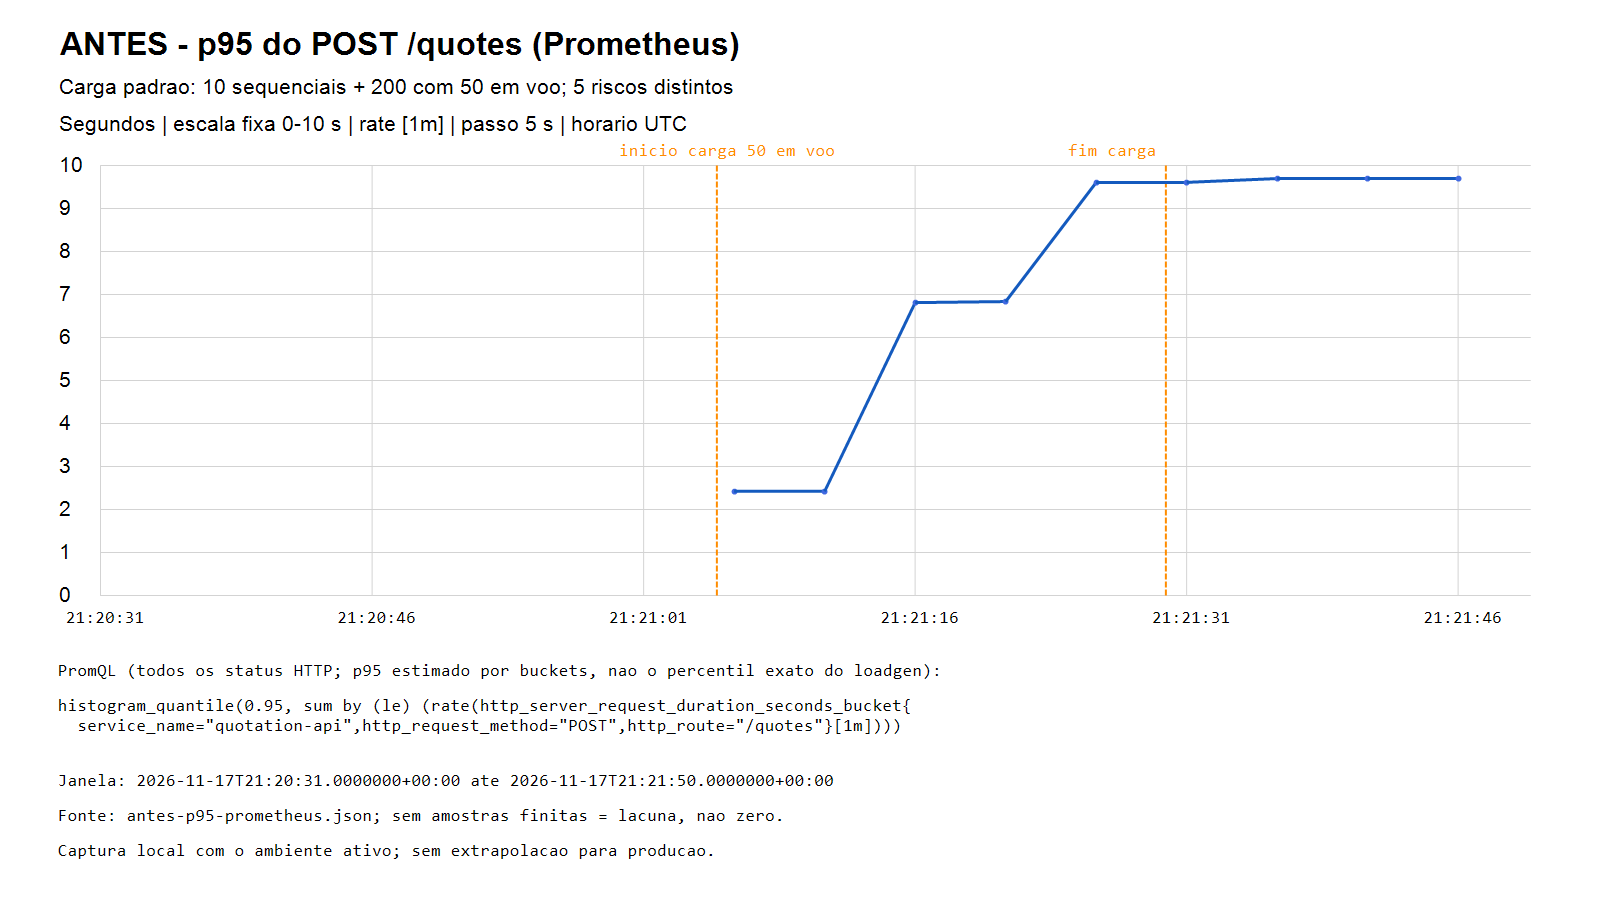 ANTES - p95 do POST /quotes (Prometheus)
Carga padrao: 10 sequenciais + 200 com 50 em voo; 5 riscos distintos
Segundos | escala fixa 0-10 s | rate [1m] | passo 5 s | horario UTC
inicio carga 50 em voo
fim carga
10
9
8
7
6
5
4
3
2
1
0
21:20:31
21:20:46
21:21:01
21:21:16
21:21:31
21:21:46
PromQL (todos os status HTTP; p95 estimado por buckets, nao o percentil exato do loadgen):
histogram_quantile(0.95, sum by (le) (rate(http_server_request_duration_seconds_bucket{
service_name="quotation-api",http_request_method="POST",http_route="/quotes"}[1m])))
Janela: 2026-11-17T21:20:31.0000000+00:00 ate 2026-11-17T21:21:50.0000000+00:00
Fonte: antes-p95-prometheus.json; sem amostras finitas = lacuna, nao zero.
Captura local com o ambiente ativo; sem extrapolacao para producao.